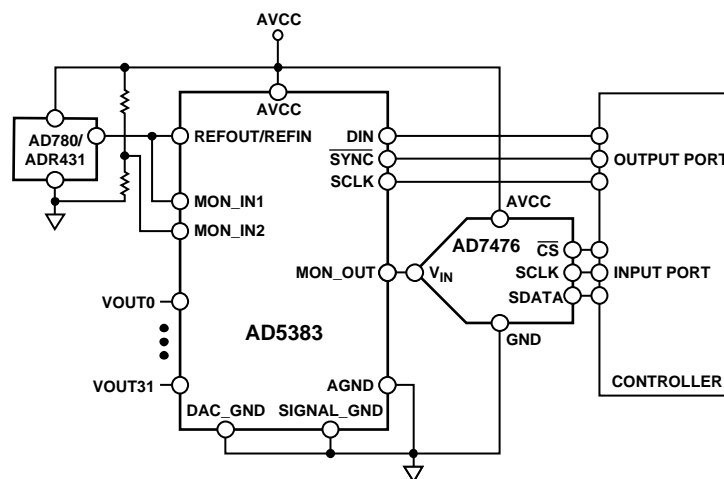 AVCC
AVCC
AD780/
ADR431
REFOUT/REFIN
DIN
SYNC
OUTPUT PORT
SCLK
MON_IN1
AVCC
MON_IN2
AD7476
CS
MON_OUT
VIN
SCLK
INPUT PORT
SDATA
VOUT0
AD5383
GND
VOUT31
AGND
CONTROLLER
DAC_GND
SIGNAL_GND